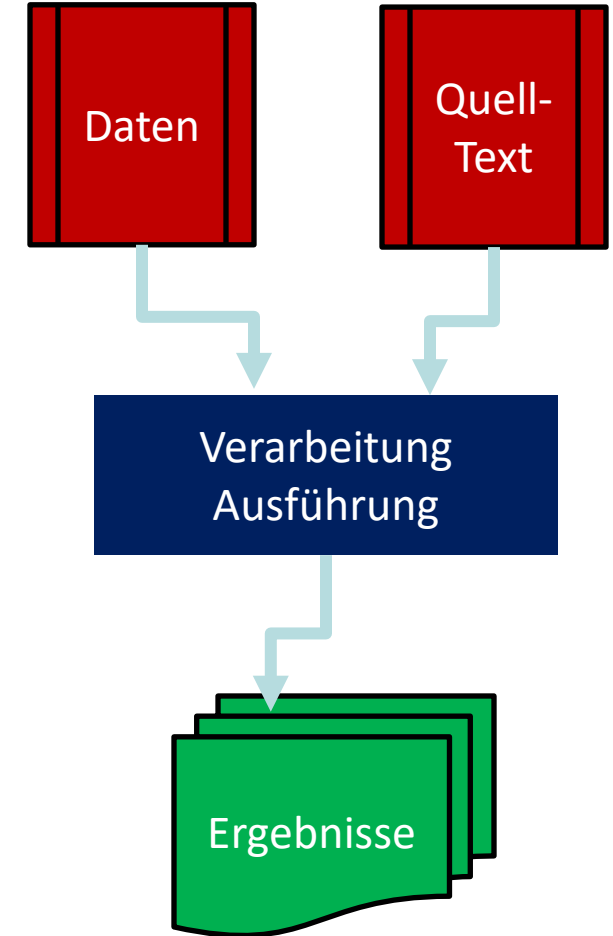 Daten
Quell-
Text
Verarbeitung
Ausführung
Ergebnisse